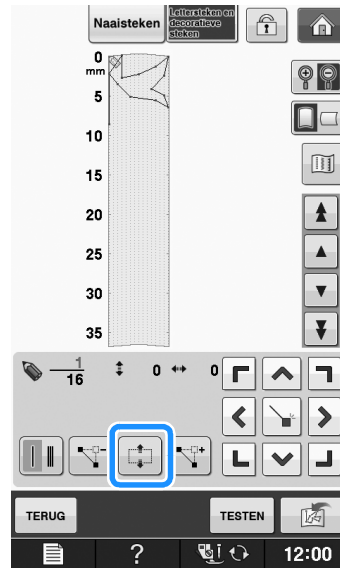 Naaisteken
Lettersteken en
decoratieve
steken
0
mm
5
10
15
20
25
30
35
1
16
0
0
TERUG
TESTEN
?
12:00